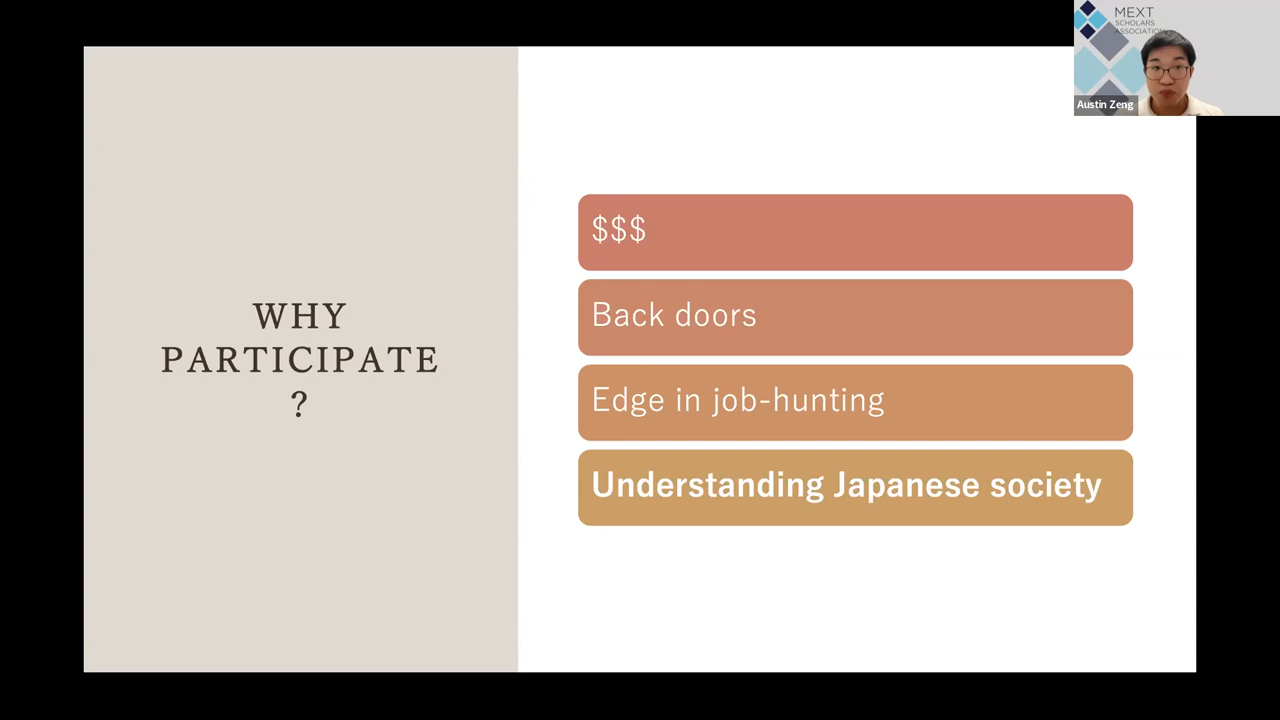 MEXT
SCHOLARS
ASSOCIATION
Austin Zeng
WHY
PARTICIPATE
?
$$$
Back doors
Edge in job-hunting
Understanding Japanese society